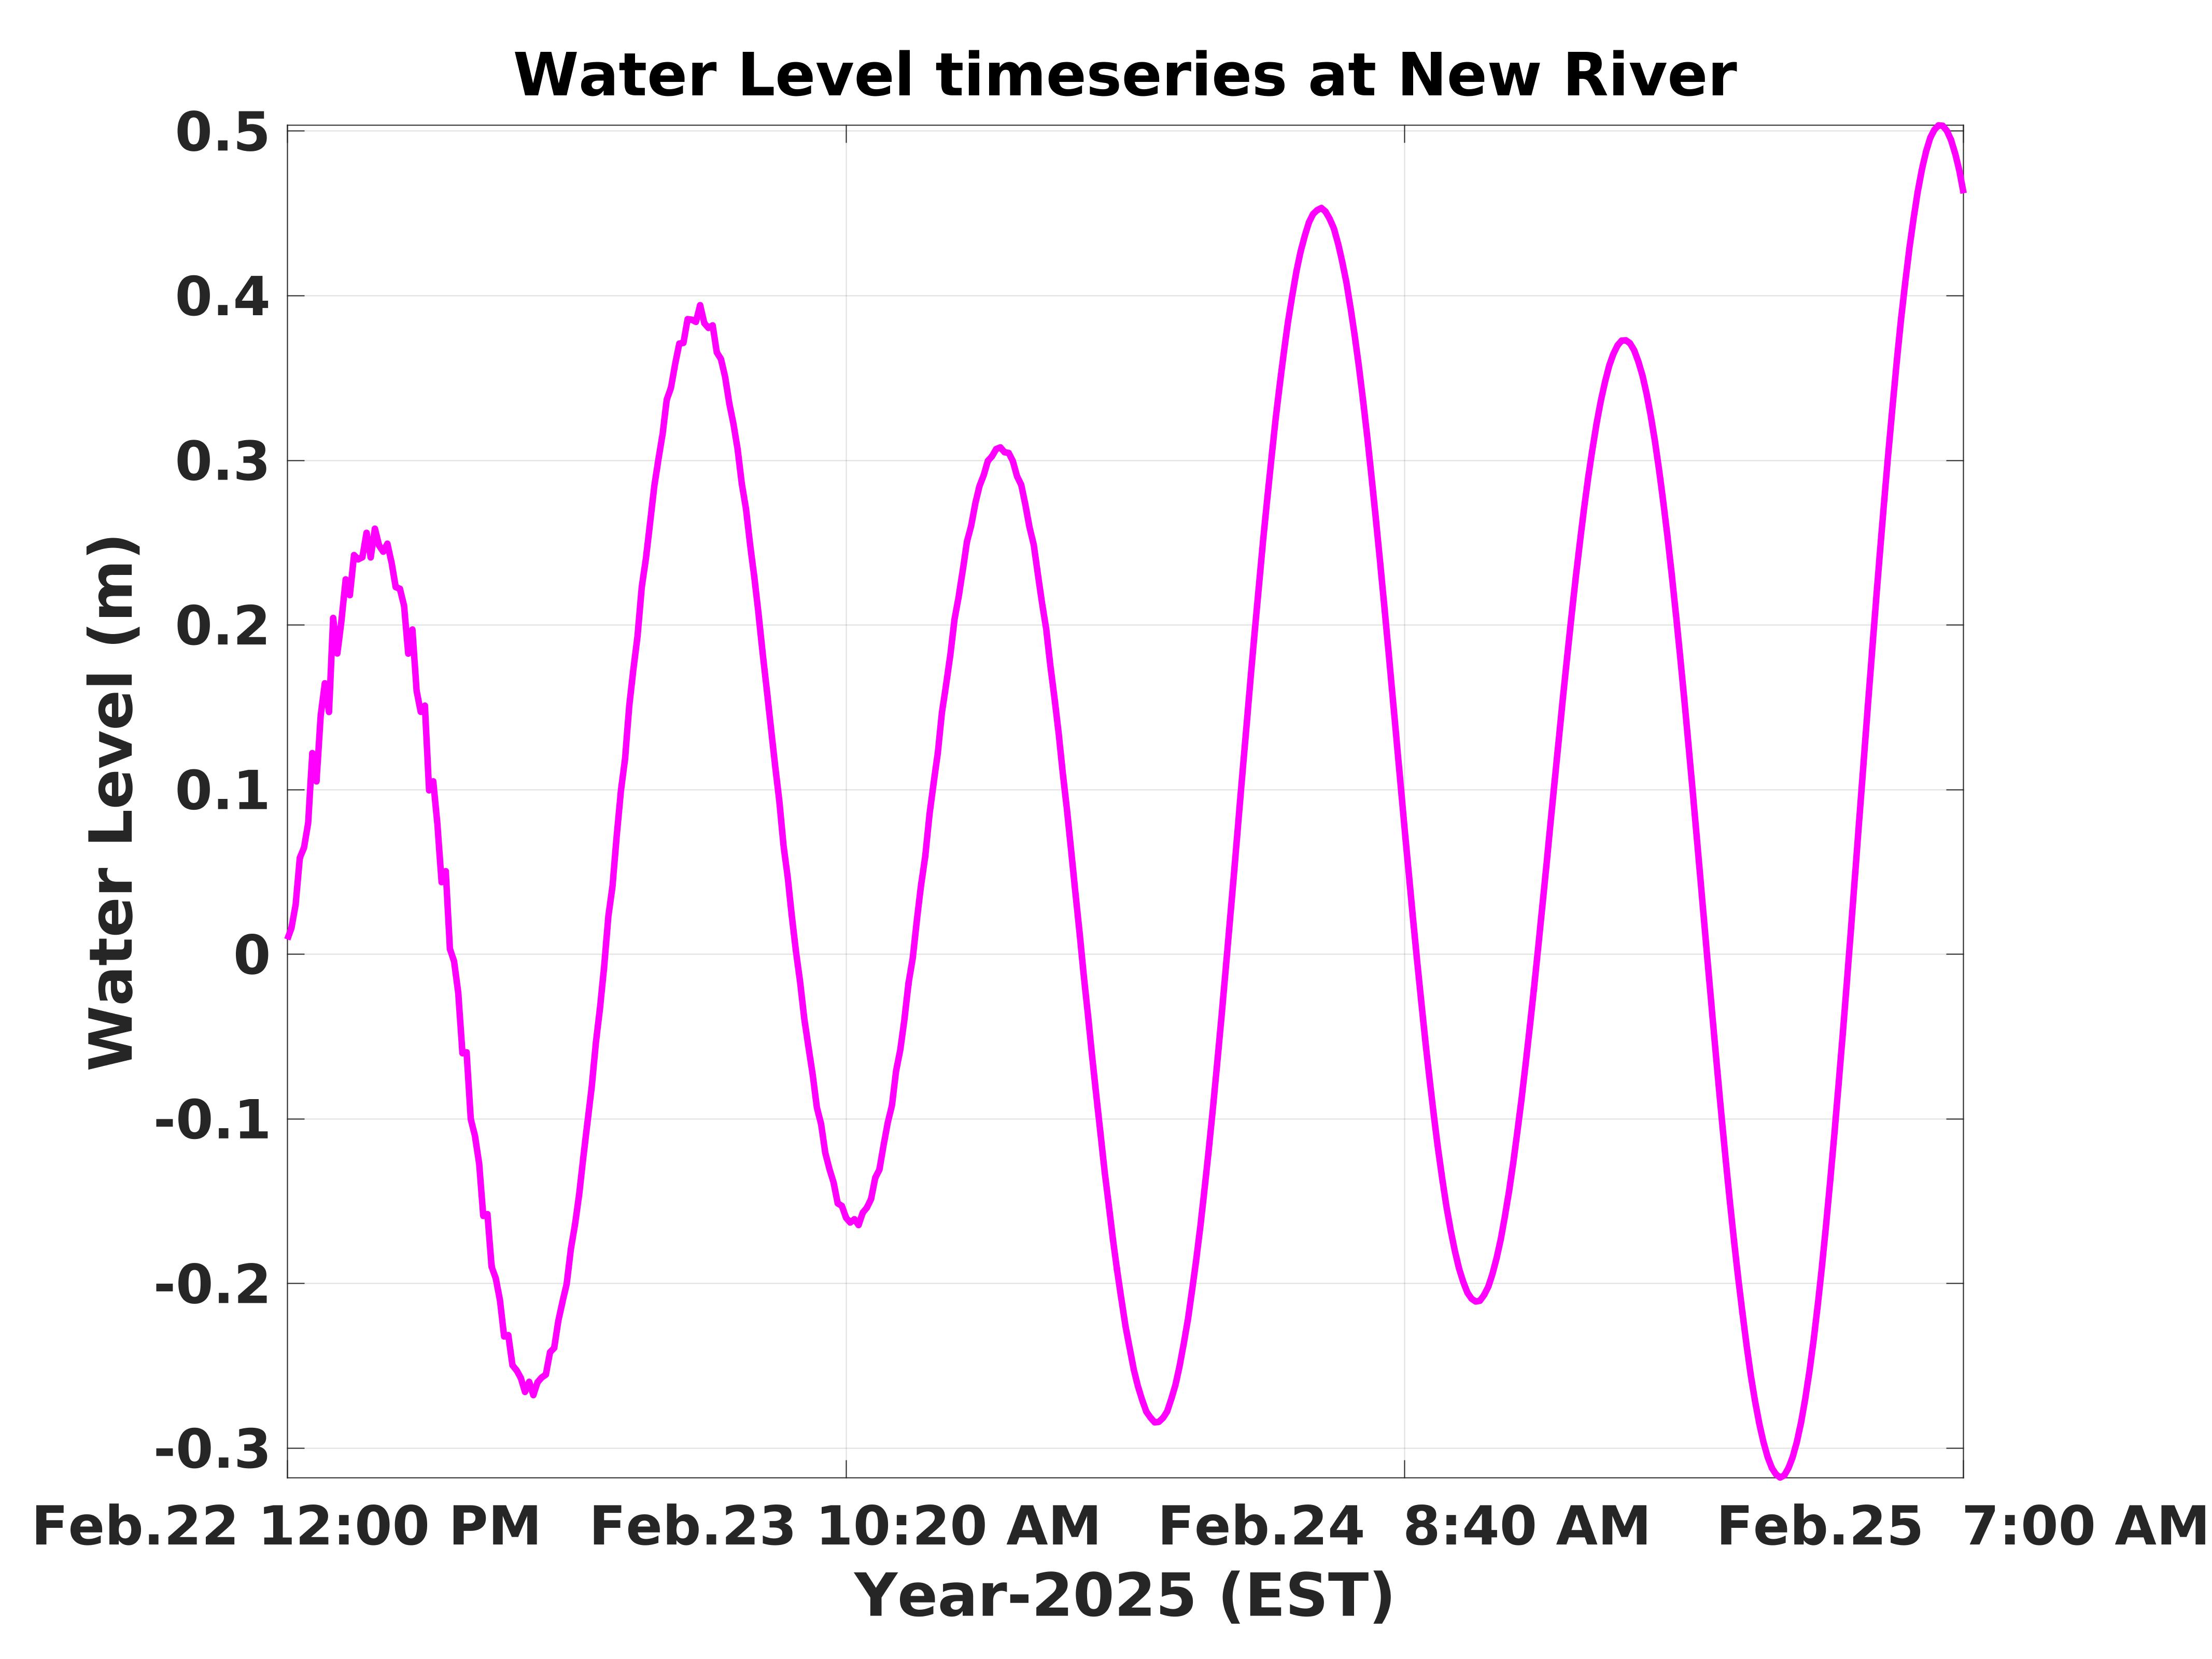 Water Level timeseries at New River
Water Level (m)
0.5
0.4
0.3
0.2
0.1
0
-0.1
-0.2
-0.3
Feb.22 12:00 PM Feb.23 10:20 AM Feb.24 8:40 AM Feb.25 7:00 AM
Year-2025 (EST)